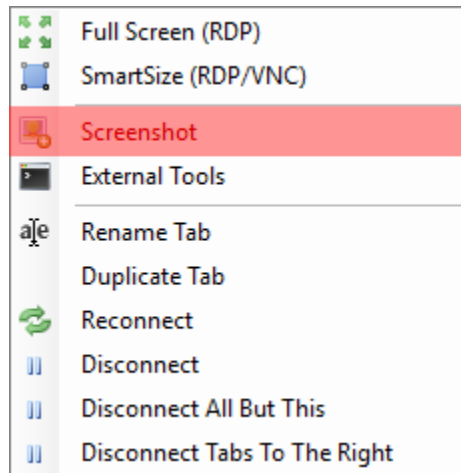 Full Screen (RDP)
SmartSize (RDP/VNC)
Screenshot
External Tools
Rename Tab
Duplicate Tab
Reconnect
Disconnect
Disconnect All But This
Disconnect Tabs To The Right